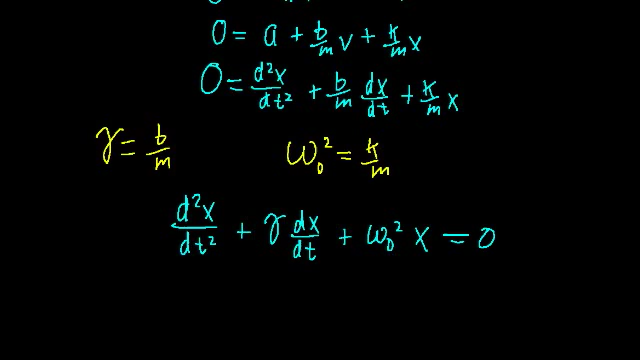 0 = a + b/m v + k/m x
0 = d²x/dt² + b/m dx/dt + k/m x
γ = b/m ω₀² = k/m
d²x/dt² + γ dx/dt + ω₀² x = 0